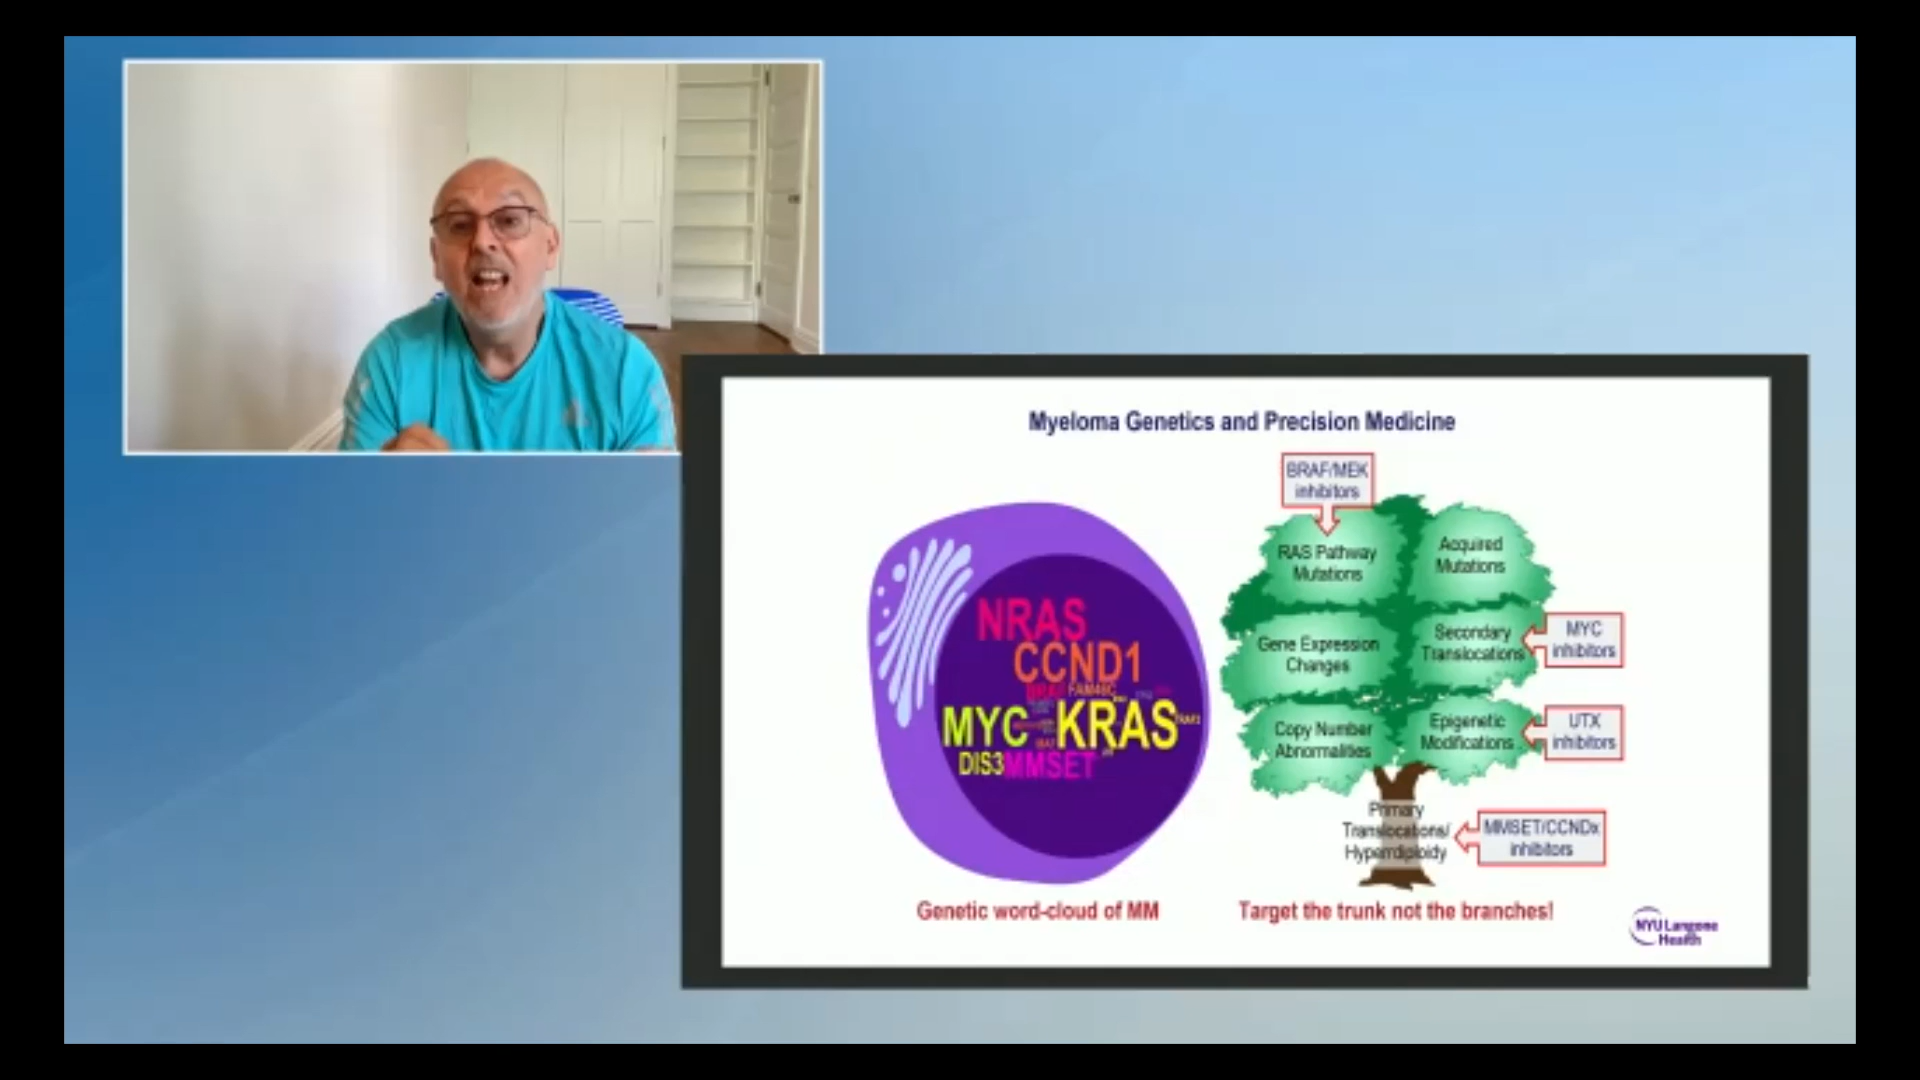 Myeloma Genetics and Precision Medicine
NRAS
CCND1
BRAF FAM46C
MYC KRAS
DIS3 MMSET
Genetic word-cloud of MM
BRAF/MEK
inhibitors
RAS Pathway
Mutations
Acquired
Mutations
Gene Expression
Changes
Secondary
Translocations
MYC
inhibitors
Copy Number
Abnormalities
Epigenetic
Modifications
UTX
inhibitors
Primary
Translocations/
Hyperdiploidy
MMSET/CCNDx
inhibitors
Target the trunk not the branches!
NYU Langone
Health